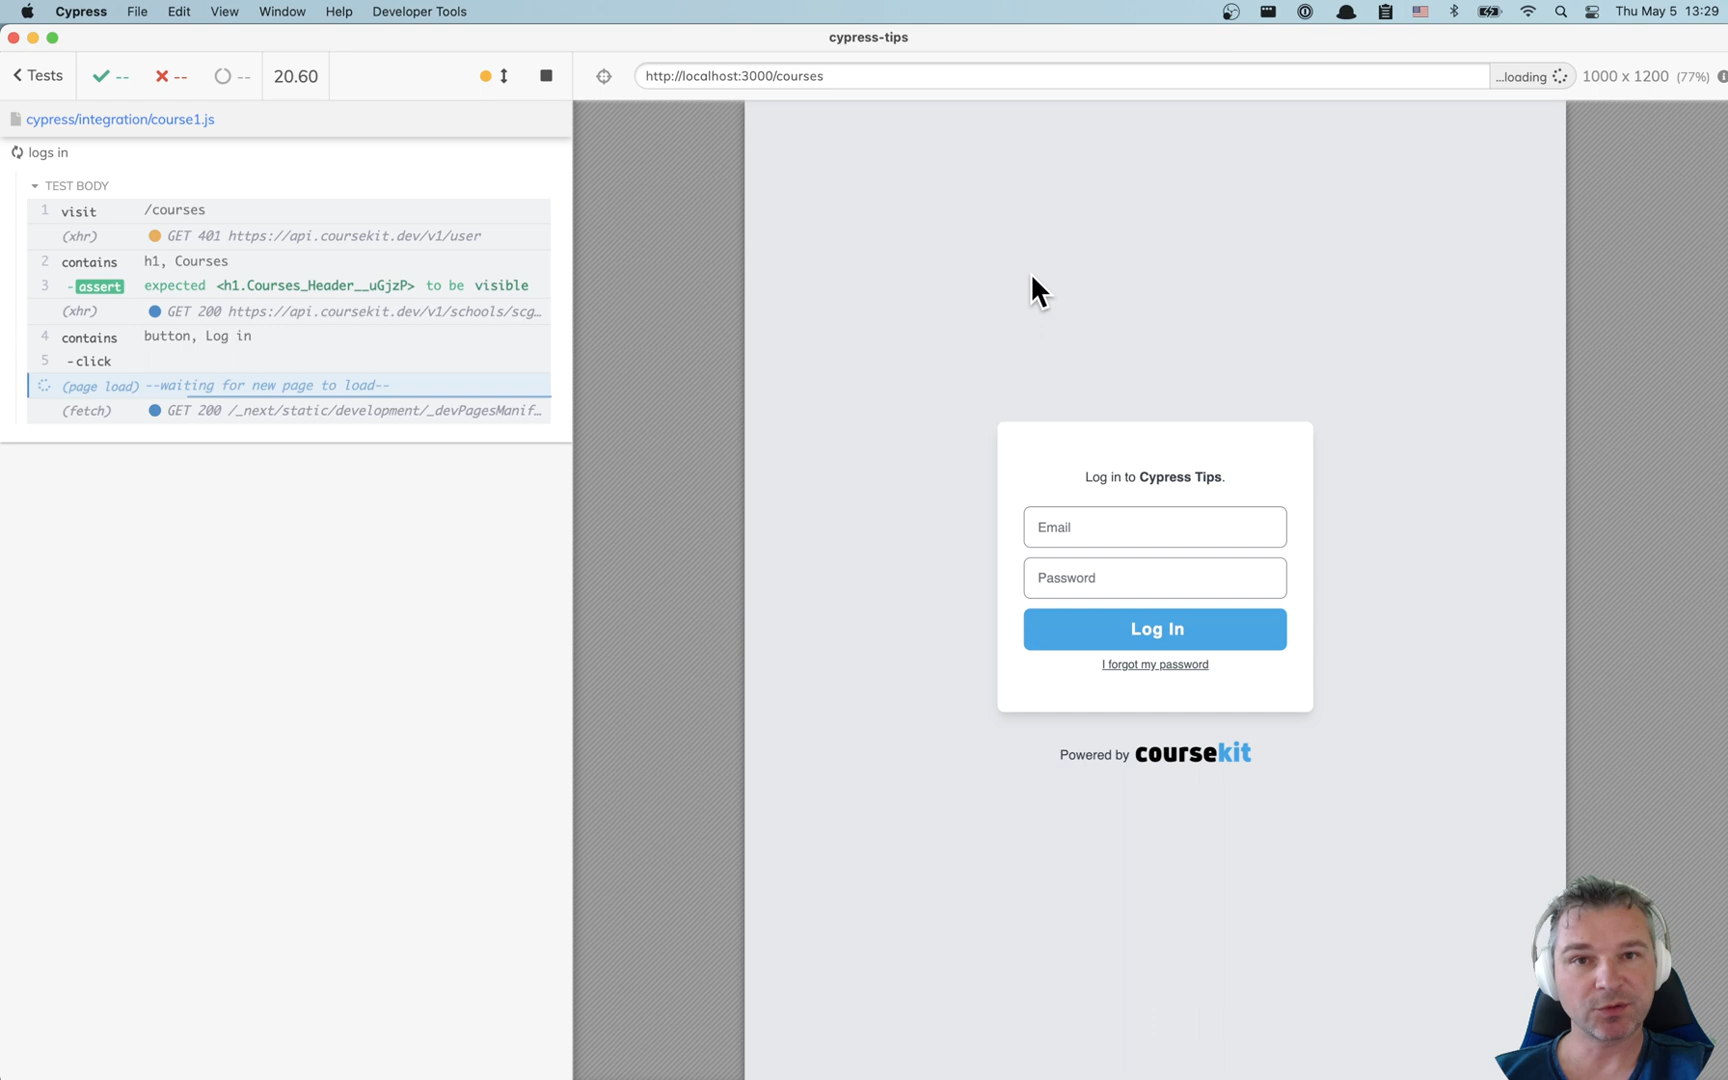 Cypress File Edit View Window Help Developer Tools Thu May 5 13:29
cypress-tips
Tests -- -- -- 20.60
http://localhost:3000/courses ...loading 1000 x 1200 (77%)
cypress/integration/course1.js
logs in
TEST BODY
1 visit /courses
(xhr) GET 401 https://api.coursekit.dev/v1/user
2 contains h1, Courses
3 -assert expected <h1.Courses_Header__uGjzP> to be visible
(xhr) GET 200 https://api.coursekit.dev/v1/schools/scg…
4 contains button, Log in
5 -click
(page load) --waiting for new page to load--
(fetch) GET 200 /_next/static/development/_devPagesManif…
Log in to Cypress Tips.
Email
Password
Log In
I forgot my password
Powered by coursekit